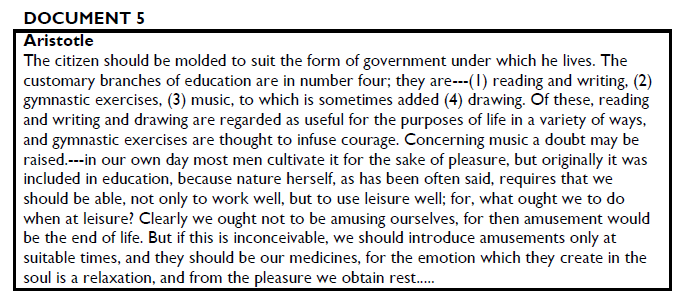 DOCUMENT 5
Aristotle
The citizen should be molded to suit the form of government under which he lives. The
customary branches of education are in number four; they are---(1) reading and writing, (2)
gymnastic exercises, (3) music, to which is sometimes added (4) drawing. Of these, reading
and writing and drawing are regarded as useful for the purposes of life in a variety of ways,
and gymnastic exercises are thought to infuse courage. Concerning music a doubt may be
raised.---in our own day most men cultivate it for the sake of pleasure, but originally it was
included in education, because nature herself, as has been often said, requires that we
should be able, not only to work well, but to use leisure well; for, what ought we to do
when at leisure? Clearly we ought not to be amusing ourselves, for then amusement would
be the end of life. But if this is inconceivable, we should introduce amusements only at
suitable times, and they should be our medicines, for the emotion which they create in the
soul is a relaxation, and from the pleasure we obtain rest.....